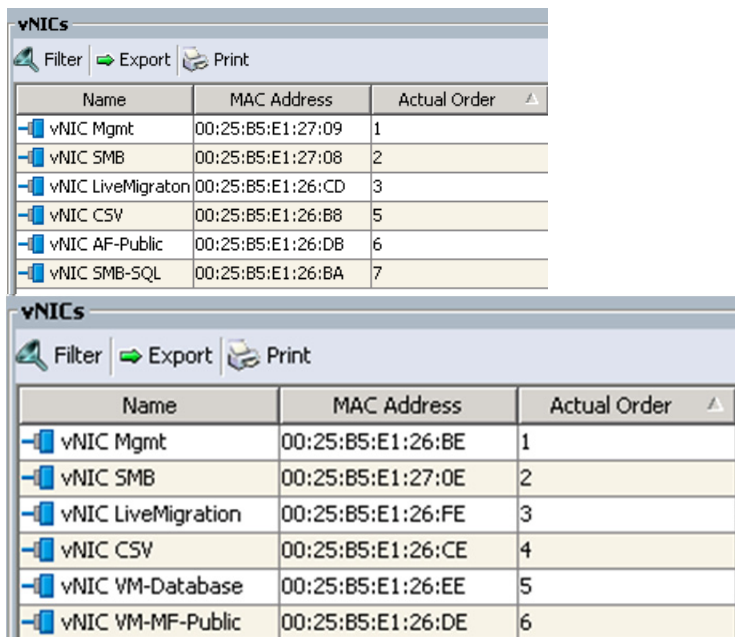 vNICs
Filter Export Print
Name MAC Address Actual Order
vNIC Mgmt 00:25:B5:E1:27:09 1
vNIC SMB 00:25:B5:E1:27:08 2
vNIC LiveMigraton 00:25:B5:E1:26:CD 3
vNIC CSV 00:25:B5:E1:26:B8 5
vNIC AF-Public 00:25:B5:E1:26:DB 6
vNIC SMB-SQL 00:25:B5:E1:26:BA 7
vNICs
Filter Export Print
Name MAC Address Actual Order
vNIC Mgmt 00:25:B5:E1:26:BE 1
vNIC SMB 00:25:B5:E1:27:0E 2
vNIC LiveMigration 00:25:B5:E1:26:FE 3
vNIC CSV 00:25:B5:E1:26:CE 4
vNIC VM-Database 00:25:B5:E1:26:EE 5
vNIC VM-MF-Public 00:25:B5:E1:26:DE 6